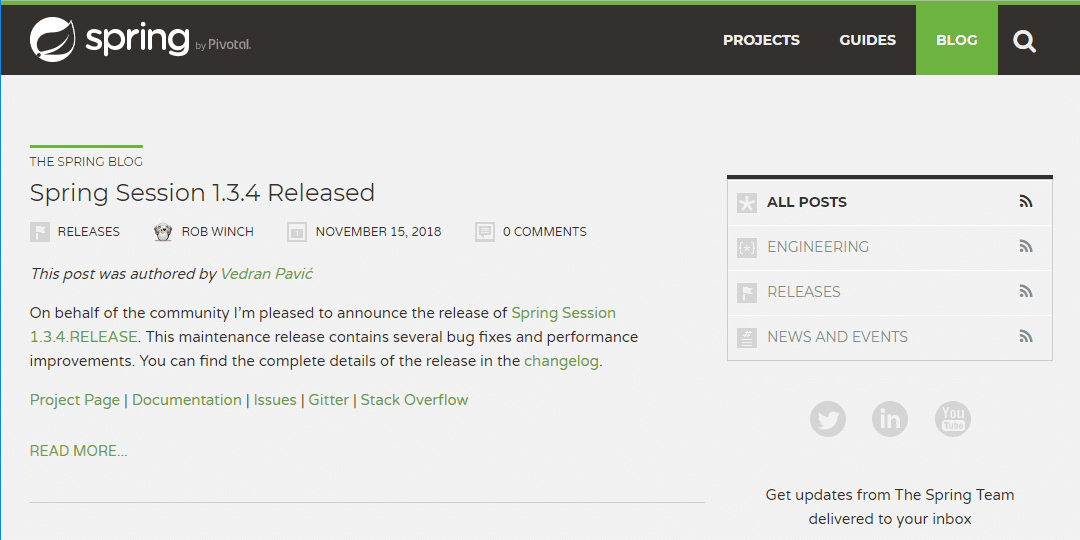 spring by Pivotal.
PROJECTS GUIDES BLOG
THE SPRING BLOG
Spring Session 1.3.4 Released
RELEASES ROB WINCH NOVEMBER 15, 2018 0 COMMENTS
This post was authored by Vedran Pavić
On behalf of the community I'm pleased to announce the release of Spring Session
1.3.4.RELEASE. This maintenance release contains several bug fixes and performance
improvements. You can find the complete details of the release in the changelog.
Project Page | Documentation | Issues | Gitter | Stack Overflow
READ MORE...
ALL POSTS
ENGINEERING
RELEASES
NEWS AND EVENTS
in
You
Tube
Get updates from The Spring Team
delivered to your inbox